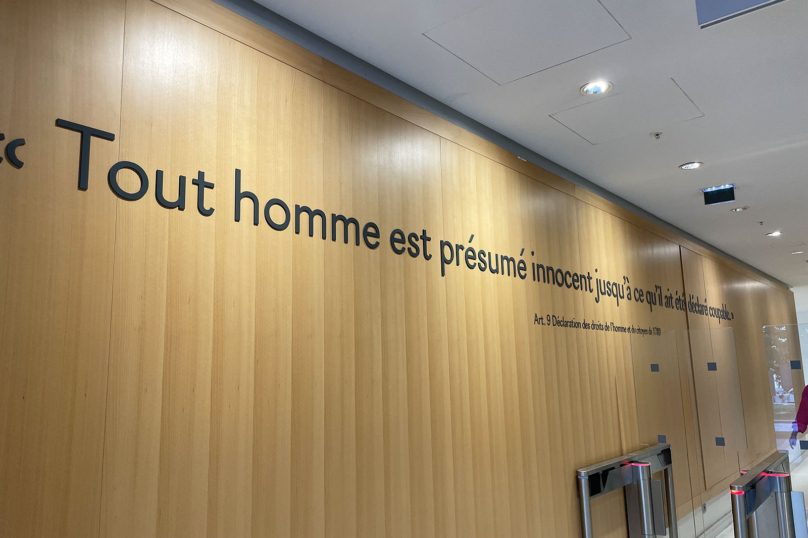 « Tout homme est présumé innocent jusqu'à ce qu'il ait été déclaré coupable. »
Art. 9 Déclaration des droits de l'homme et du citoyen de 1789